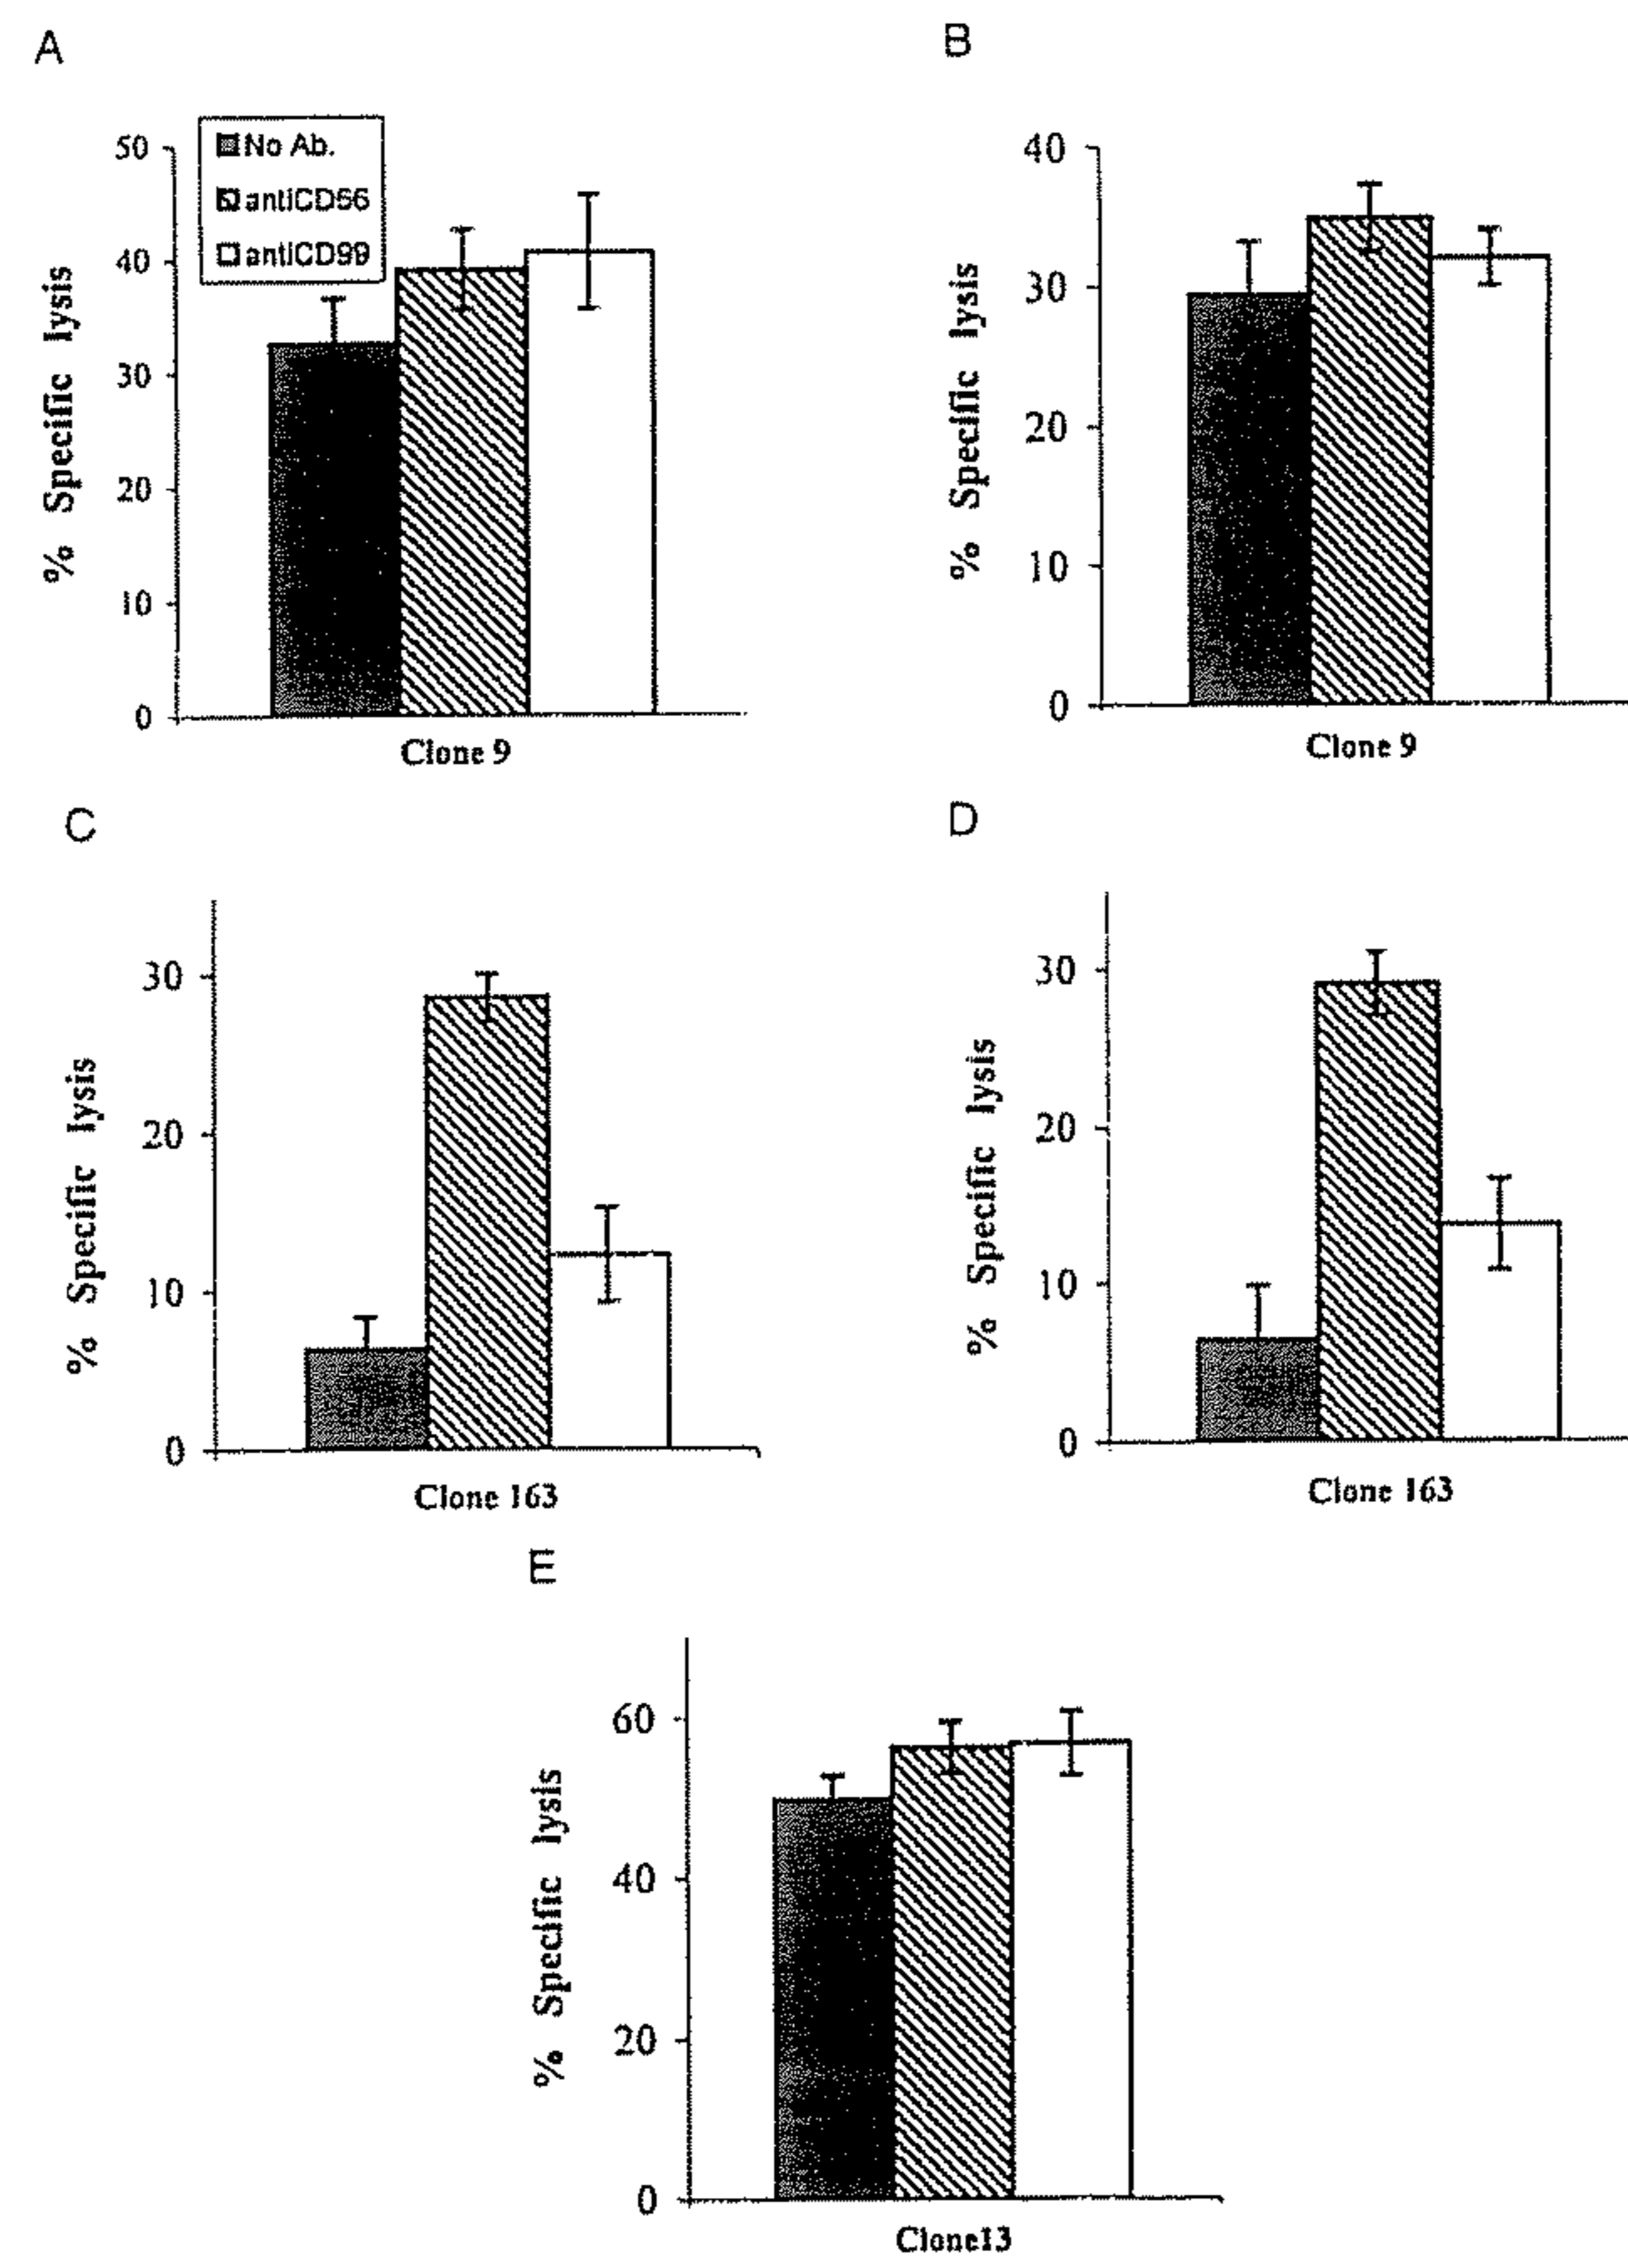 A
50
40
30
20
10
0
% Specific lysis
No Ab.
antiCD66
antiCD99
Clone 9
B
40
30
20
10
0
% Specific lysis
Clone 9
C
30
20
10
0
% Specific lysis
Clone 163
D
30
20
10
0
% Specific lysis
Clone 163
E
60
40
20
0
% Specific lysis
Clone13